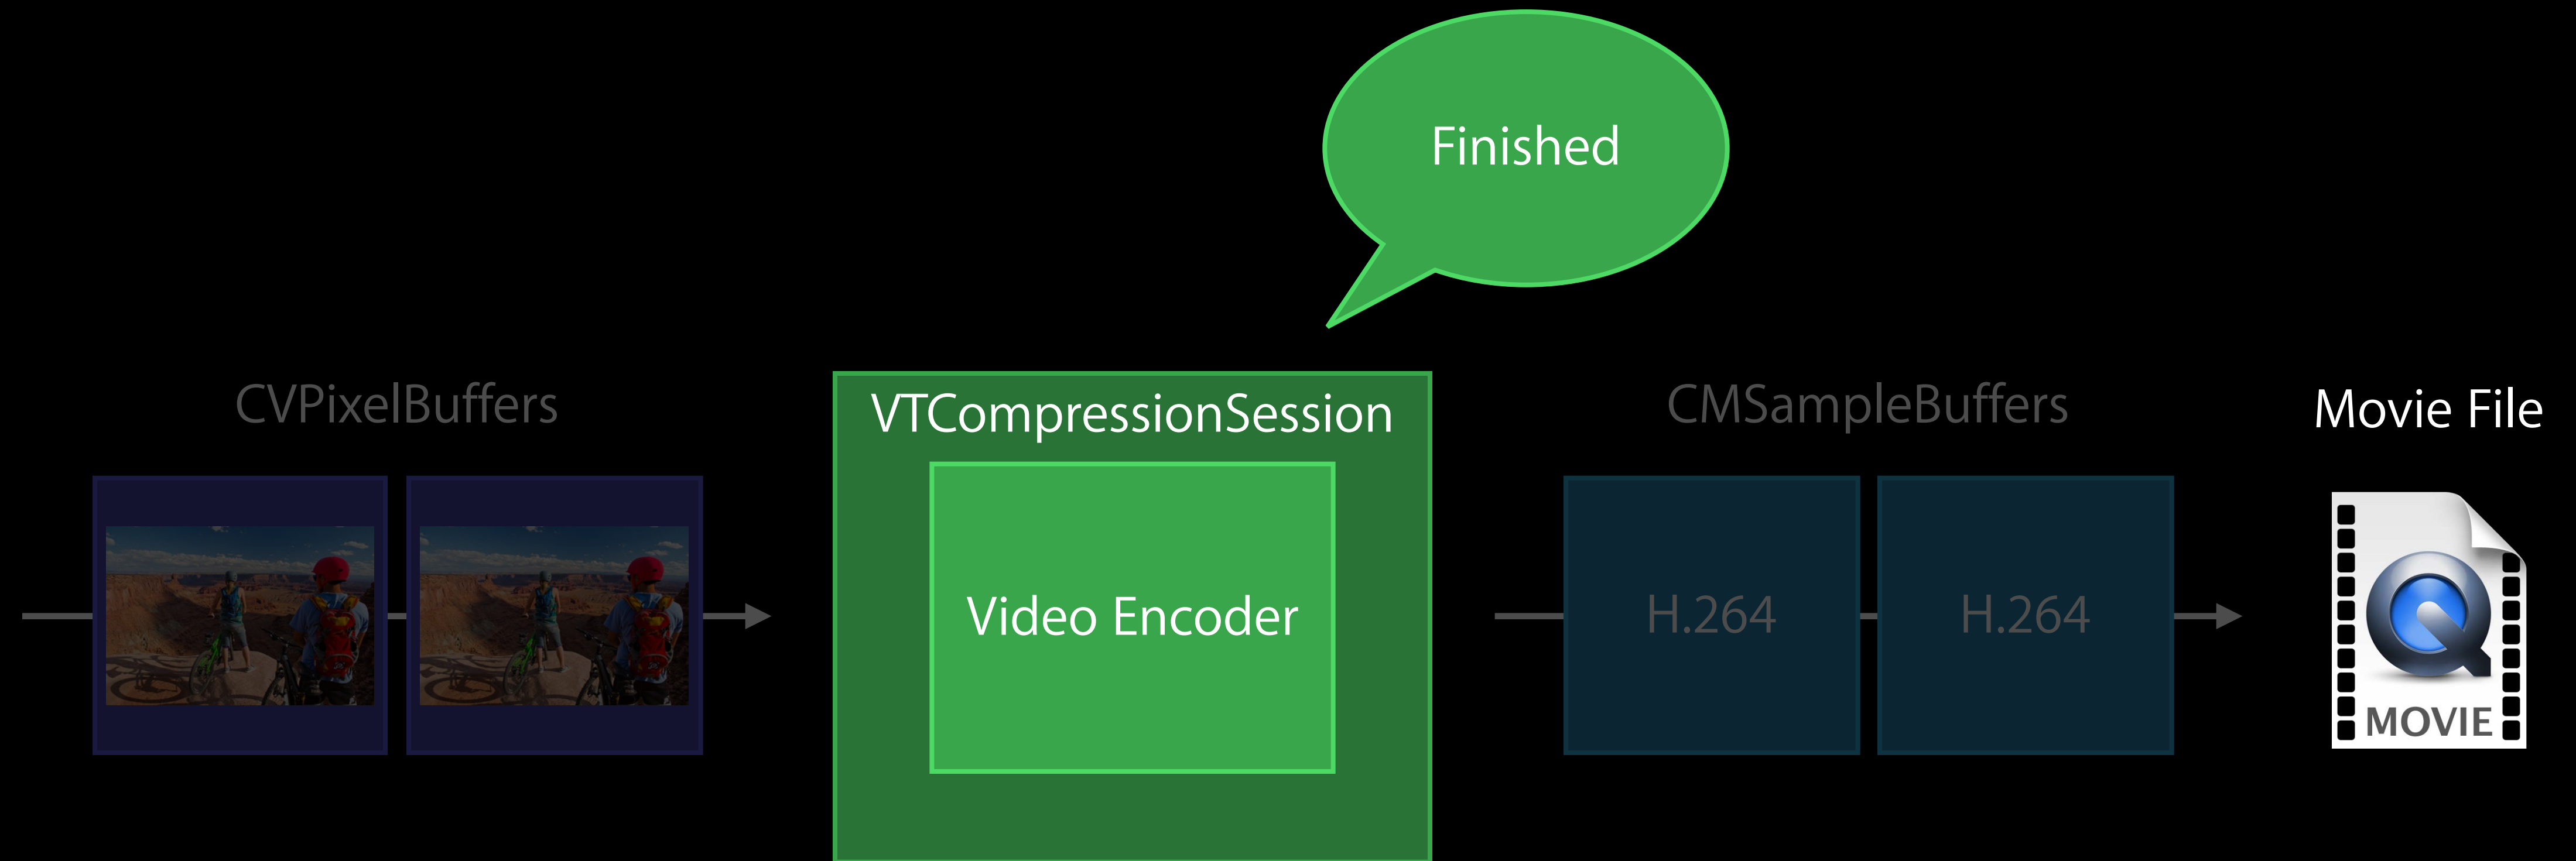 Finished
CVPixelBuffers
VTCompressionSession
CMSampleBuffers
Movie File
Video Encoder
H.264
H.264
MOVIE